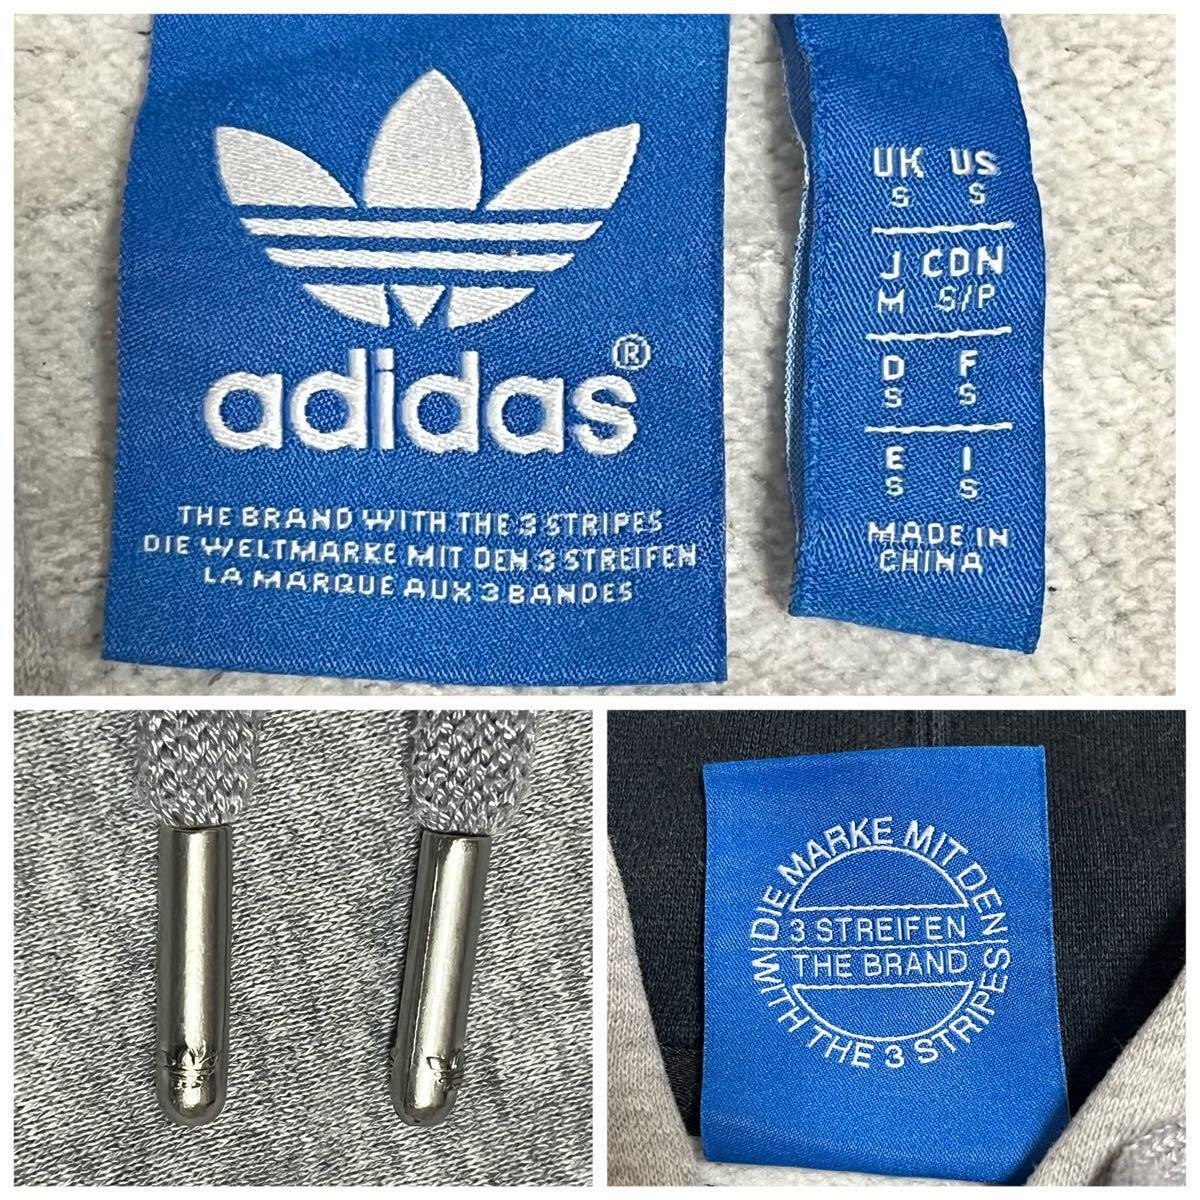 adidas®
THE BRAND WITH THE 3 STRIPES
DIE WELTMARKE MIT DEN 3 STREIFEN
LA MARQUE AUX 3 BANDES
UK US
S S
J CDN
M S/P
D F
S S
E I
S S
MADE IN
CHINA
DIE MARKE MIT DEN
3 STREIFEN
THE BRAND
WITH THE 3 STRIPES